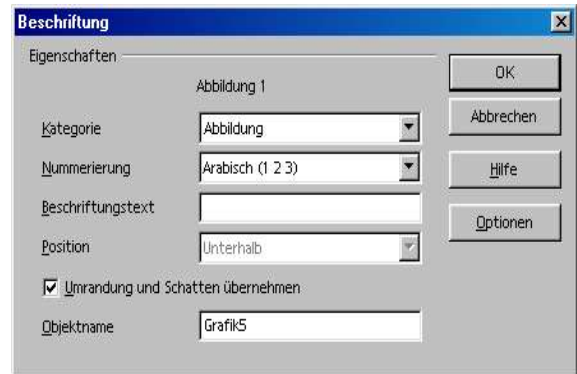 Beschriftung
Eigenschaften
OK
Abbildung 1
Abbrechen
Kategorie Abbildung
Nummerierung Arabisch (1 2 3)
Hilfe
Beschriftungstext
Optionen
Position Unterhalb
Umrandung und Schatten übernehmen
Objektname Grafik5